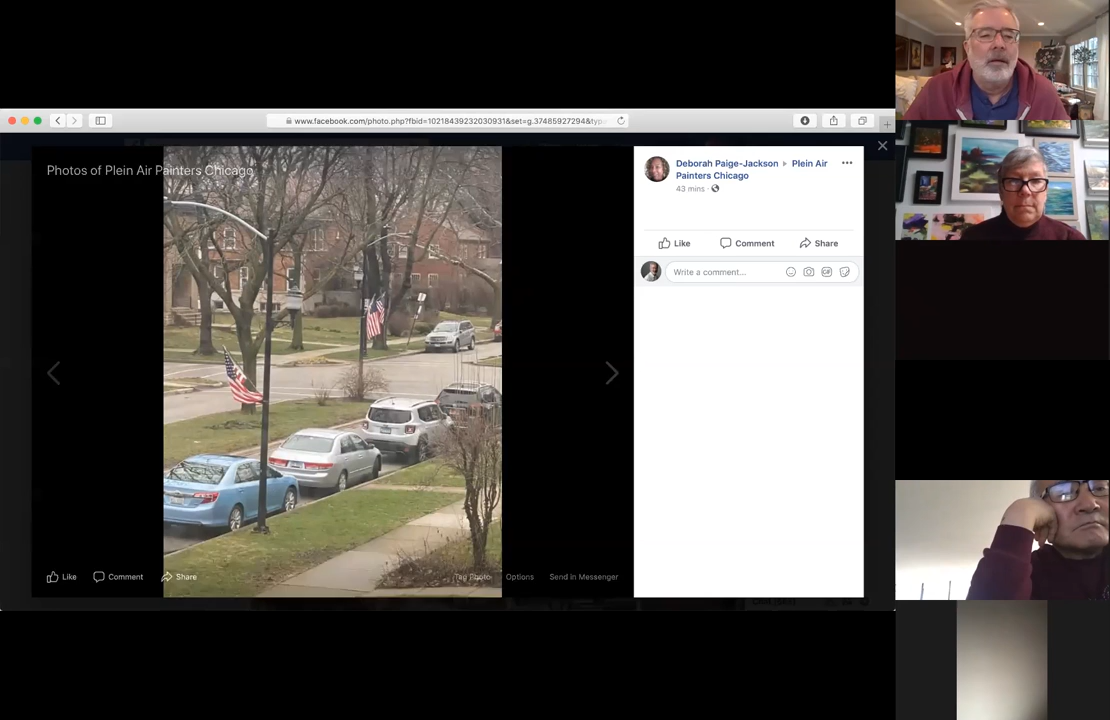 www.facebook.com/photo.php?fbid=10218439232030931&set=g.37485927294&type
Photos of Plein Air Painters Chicago
Deborah Paige-Jackson ▸ Plein Air
Painters Chicago
43 mins ·
Like Comment Share
Write a comment...
GIF
Like Comment Share
Tag Photo Options Send in Messenger